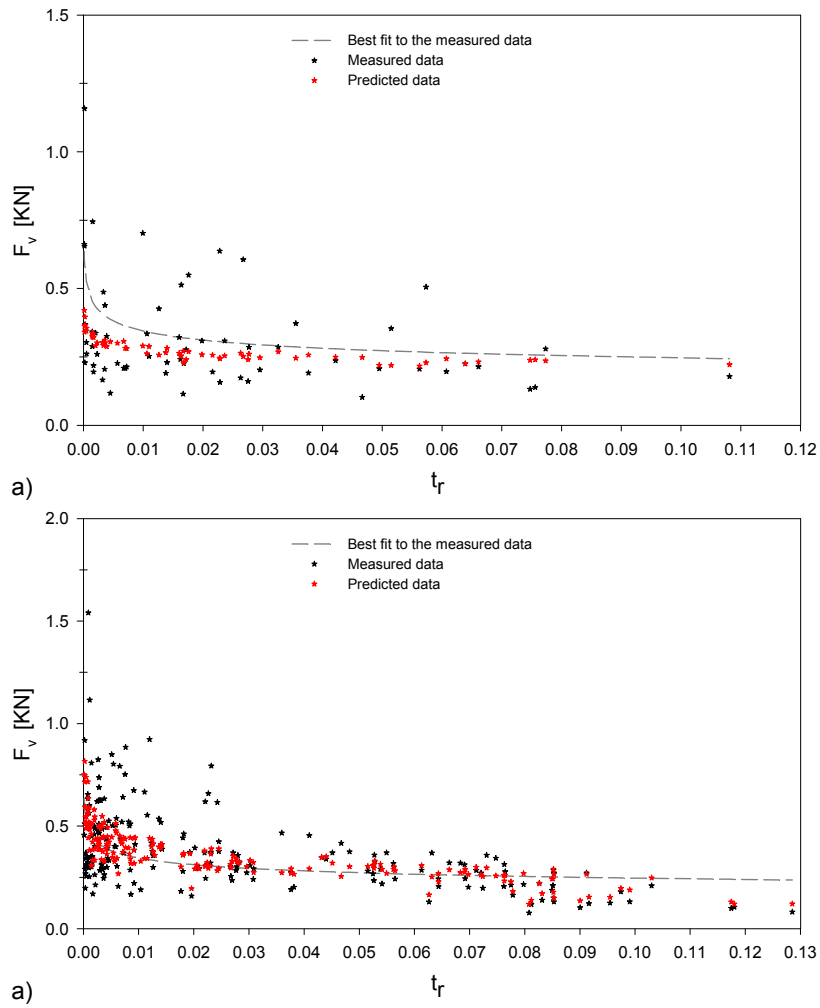 1.5
Best fit to the measured data
Measured data
Predicted data
1.0
F_v [KN]
0.5
0.0
0.00 0.01 0.02 0.03 0.04 0.05 0.06 0.07 0.08 0.09 0.10 0.11 0.12
t_r
a)
2.0
Best fit to the measured data
Measured data
Predicted data
1.5
F_v [KN]
1.0
0.5
0.0
0.00 0.01 0.02 0.03 0.04 0.05 0.06 0.07 0.08 0.09 0.10 0.11 0.12 0.13
t_r
a)